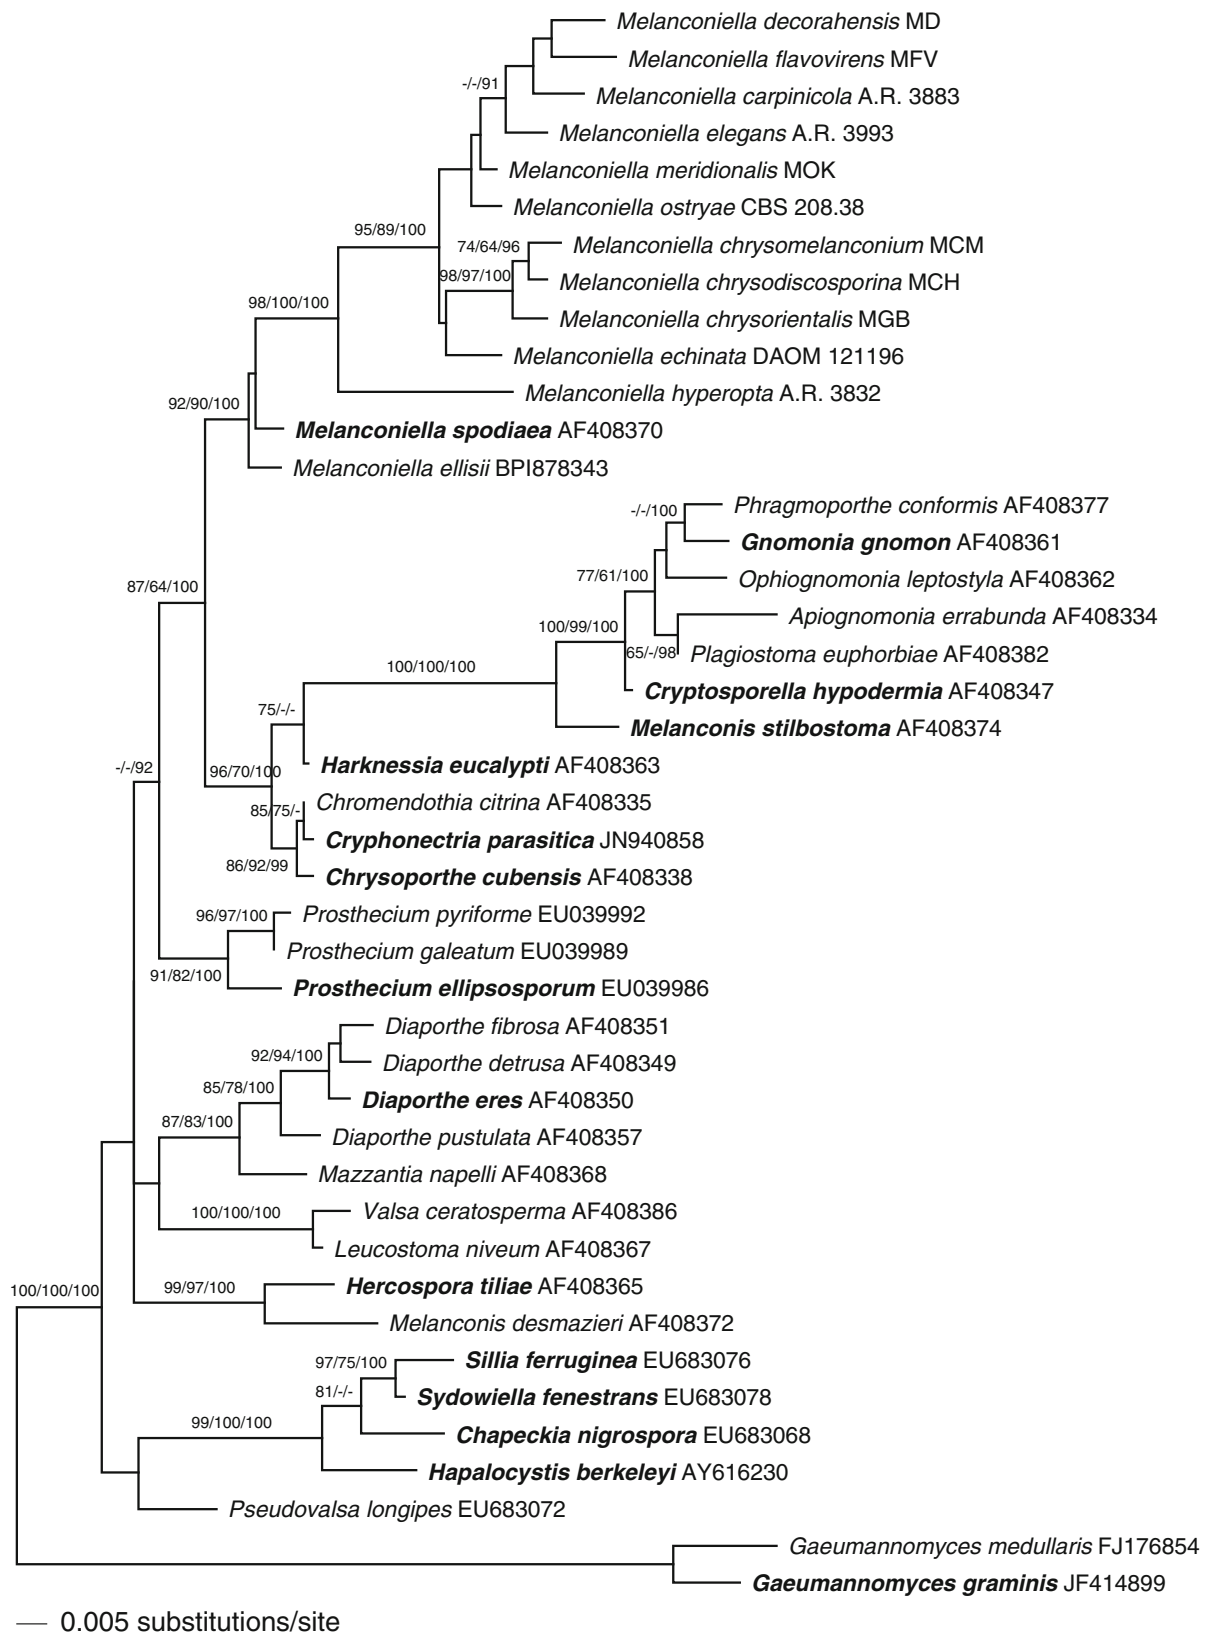 Melanconiella decorahensis MD
Melanconiella flavovirens MFV
-/-/91
Melanconiella carpinicola A.R. 3883
Melanconiella elegans A.R. 3993
Melanconiella meridionalis MOK
Melanconiella ostryae CBS 208.38
95/89/100
74/64/96
Melanconiella chrysomelanconium MCM
98/97/100
Melanconiella chrysodiscosporina MCH
98/100/100
Melanconiella chrysorientalis MGB
Melanconiella echinata DAOM 121196
Melanconiella hyperopta A.R. 3832
92/90/100
Melanconiella spodiaea AF408370
Melanconiella ellisii BPI878343
Phragmoporthe conformis AF408377
-/-/100
Gnomonia gnomon AF408361
77/61/100
Ophiognomonia leptostyla AF408362
87/64/100
Apiognomonia errabunda AF408334
100/99/100
65/-/98
Plagiostoma euphorbiae AF408382
100/100/100
Cryptosporella hypodermia AF408347
75/-/-
Melanconis stilbostoma AF408374
-/-/92
96/70/100
Harknessia eucalypti AF408363
Chromendothia citrina AF408335
85/75/-
Cryphonectria parasitica JN940858
86/92/99
Chrysoporthe cubensis AF408338
96/97/100
Prosthecium pyriforme EU039992
Prosthecium galeatum EU039989
91/82/100
Prosthecium ellipsosporum EU039986
Diaporthe fibrosa AF408351
92/94/100
Diaporthe detrusa AF408349
85/78/100
Diaporthe eres AF408350
87/83/100
Diaporthe pustulata AF408357
Mazzantia napelli AF408368
100/100/100
Valsa ceratosperma AF408386
Leucostoma niveum AF408367
100/100/100
99/97/100
Hercospora tiliae AF408365
Melanconis desmazieri AF408372
97/75/100
Sillia ferruginea EU683076
81/-/-
Sydowiella fenestrans EU683078
99/100/100
Chapeckia nigrospora EU683068
Hapalocystis berkeleyi AY616230
Pseudovalsa longipes EU683072
Gaeumannomyces medullaris FJ176854
Gaeumannomyces graminis JF414899
0.005 substitutions/site